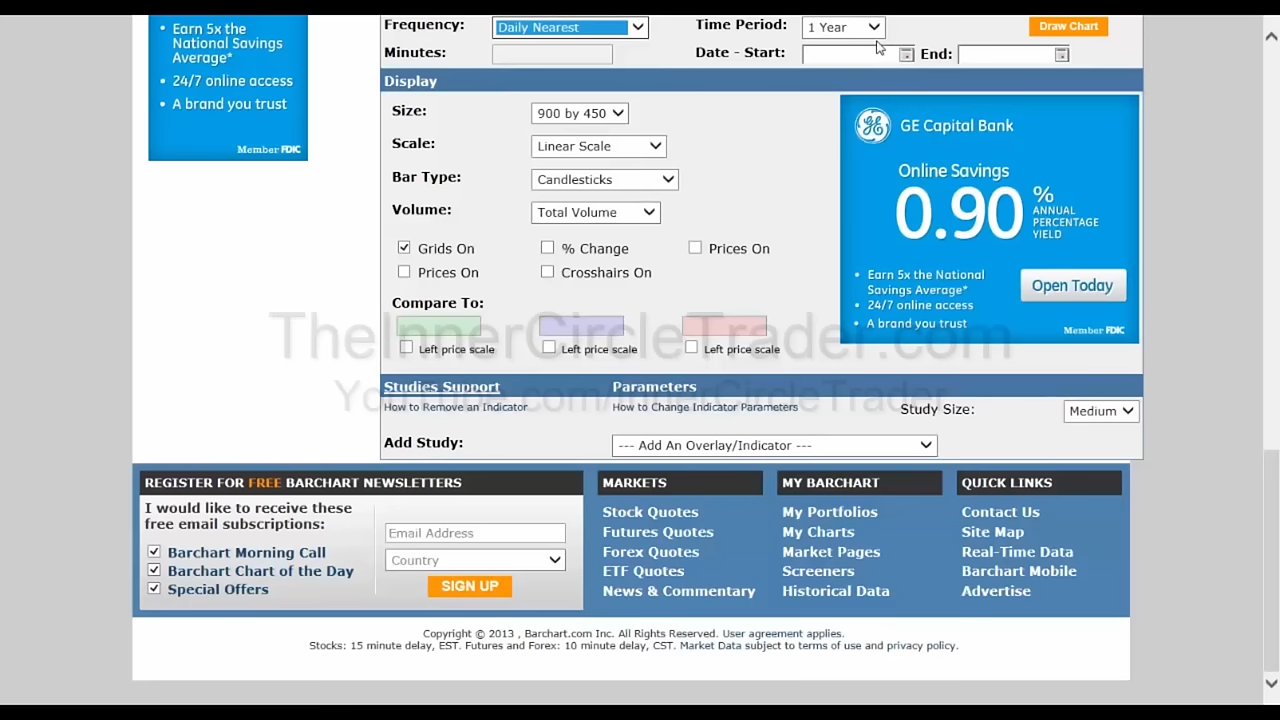 Earn 5x the
National Savings
Average*
24/7 online access
A brand you trust
Member FDIC
Frequency: Daily Nearest Time Period: 1 Year Draw Chart
Minutes: Date - Start: End:
Display
Size: 900 by 450
Scale: Linear Scale
Bar Type: Candlesticks
Volume: Total Volume
Grids On % Change Prices On
Prices On Crosshairs On
Compare To:
Left price scale Left price scale Left price scale
GE Capital Bank
Online Savings
0.90 % ANNUAL PERCENTAGE YIELD
Earn 5x the National
Savings Average*
24/7 online access
A brand you trust
Open Today
Member FDIC
TheInnerCircleTrader.com
YouTube.com/InnerCircleTrader
Studies Support Parameters
How to Remove an Indicator How to Change Indicator Parameters Study Size: Medium
Add Study: --- Add An Overlay/Indicator ---
REGISTER FOR FREE BARCHART NEWSLETTERS
I would like to receive these
free email subscriptions:
Barchart Morning Call
Barchart Chart of the Day
Special Offers
Email Address
Country
SIGN UP
MARKETS
Stock Quotes
Futures Quotes
Forex Quotes
ETF Quotes
News & Commentary
MY BARCHART
My Portfolios
My Charts
Market Pages
Screeners
Historical Data
QUICK LINKS
Contact Us
Site Map
Real-Time Data
Barchart Mobile
Advertise
Copyright © 2013 , Barchart.com Inc. All Rights Reserved. User agreement applies.
Stocks: 15 minute delay, EST. Futures and Forex: 10 minute delay, CST. Market Data subject to terms of use and privacy policy.